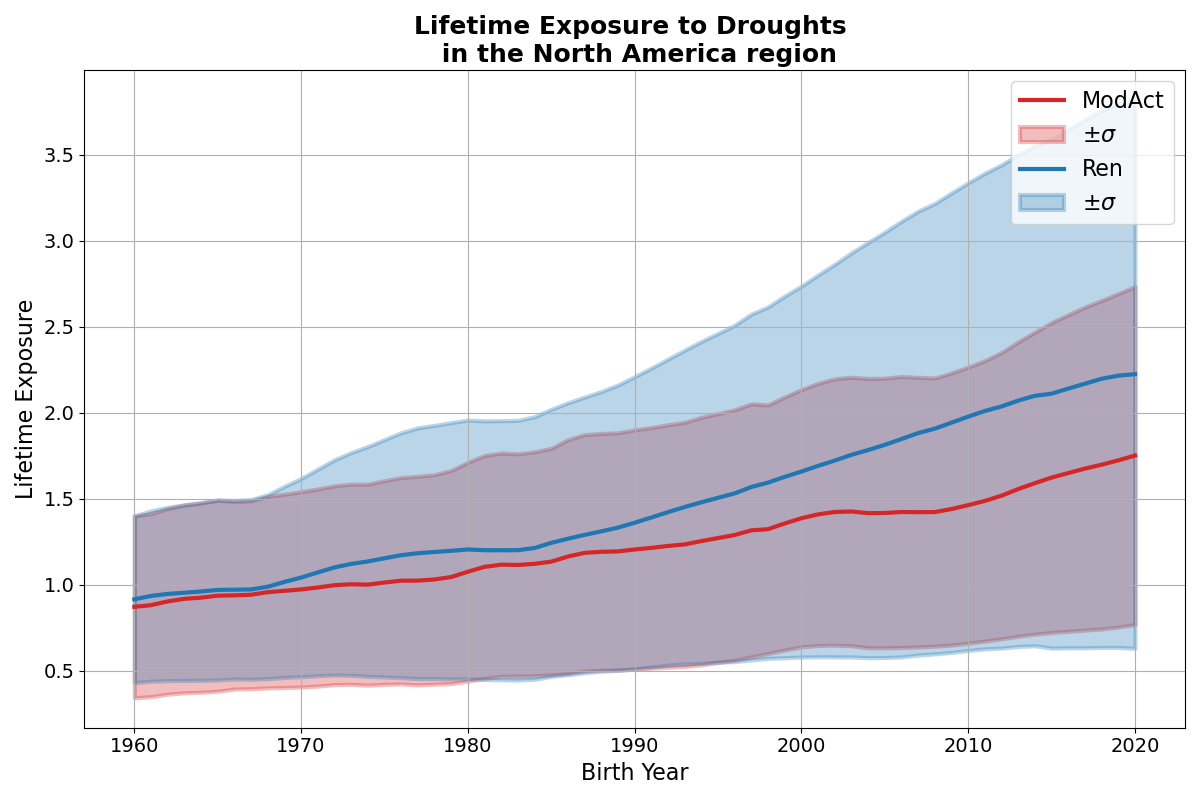 Lifetime Exposure to Droughts
in the North America region
ModAct
±σ
Ren
±σ
3.5
3.0
2.5
2.0
1.5
1.0
0.5
Lifetime Exposure
1960 1970 1980 1990 2000 2010 2020
Birth Year